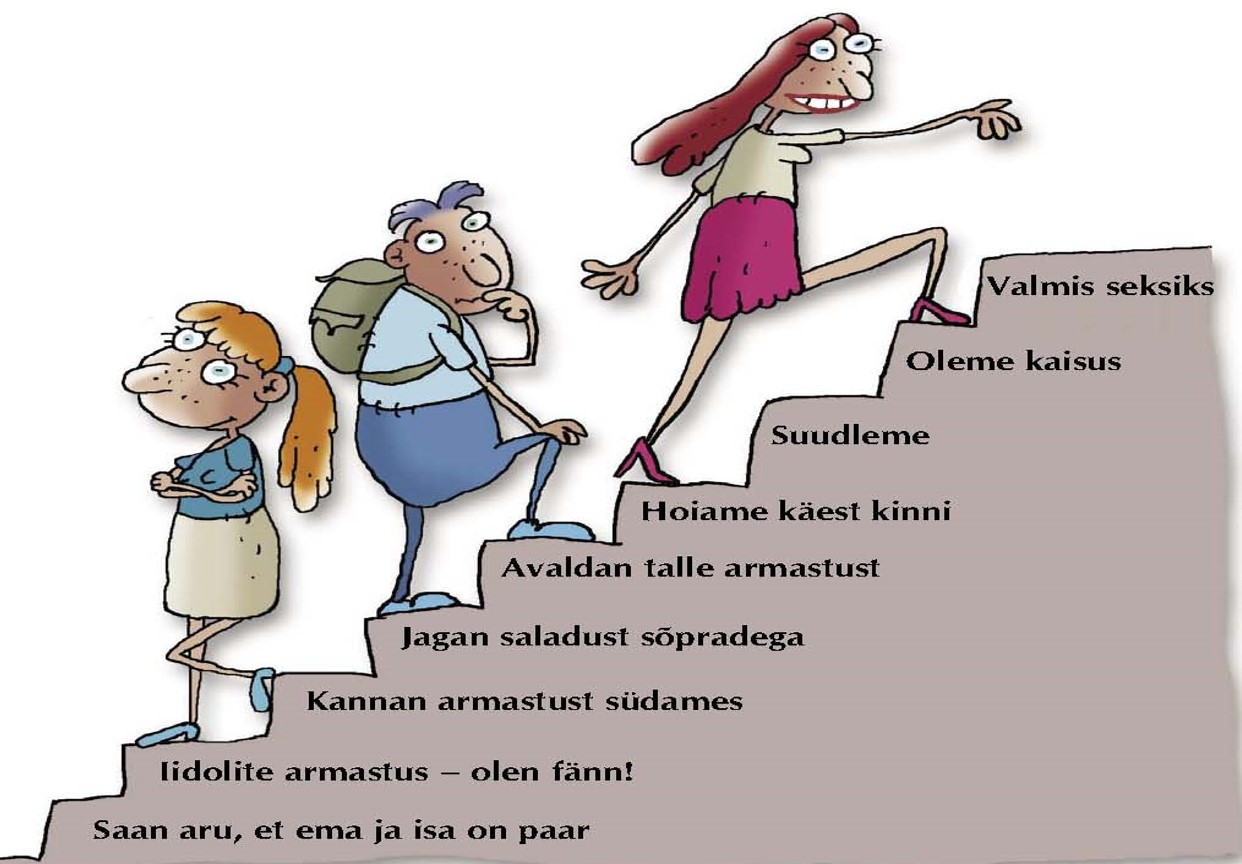 Valmis seksiks
Oleme kaisus
Suudleme
Hoiame käest kinni
Avaldan talle armastust
Jagan saladust sõpradega
Kannan armastust südames
Iidolite armastus – olen fänn!
Saan aru, et ema ja isa on paar